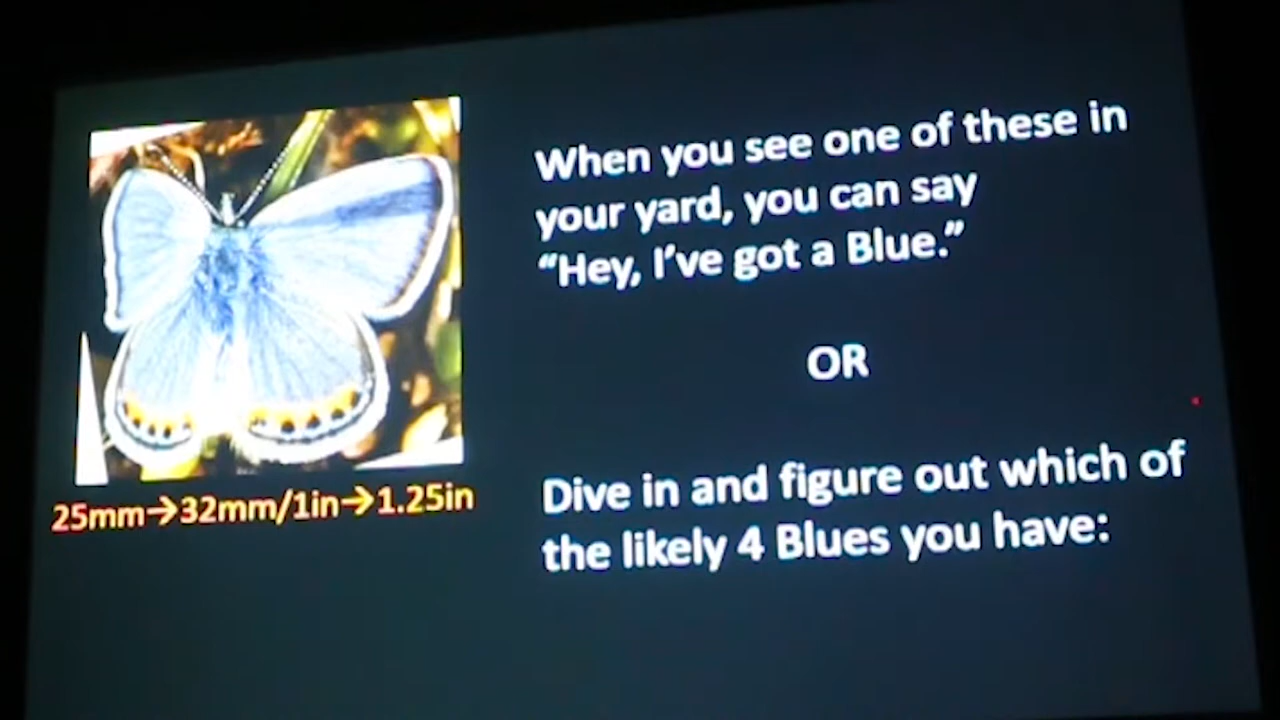 When you see one of these in
your yard, you can say
“Hey, I’ve got a Blue.”
OR
Dive in and figure out which of
the likely 4 Blues you have:
25mm→32mm/1in→1.25in